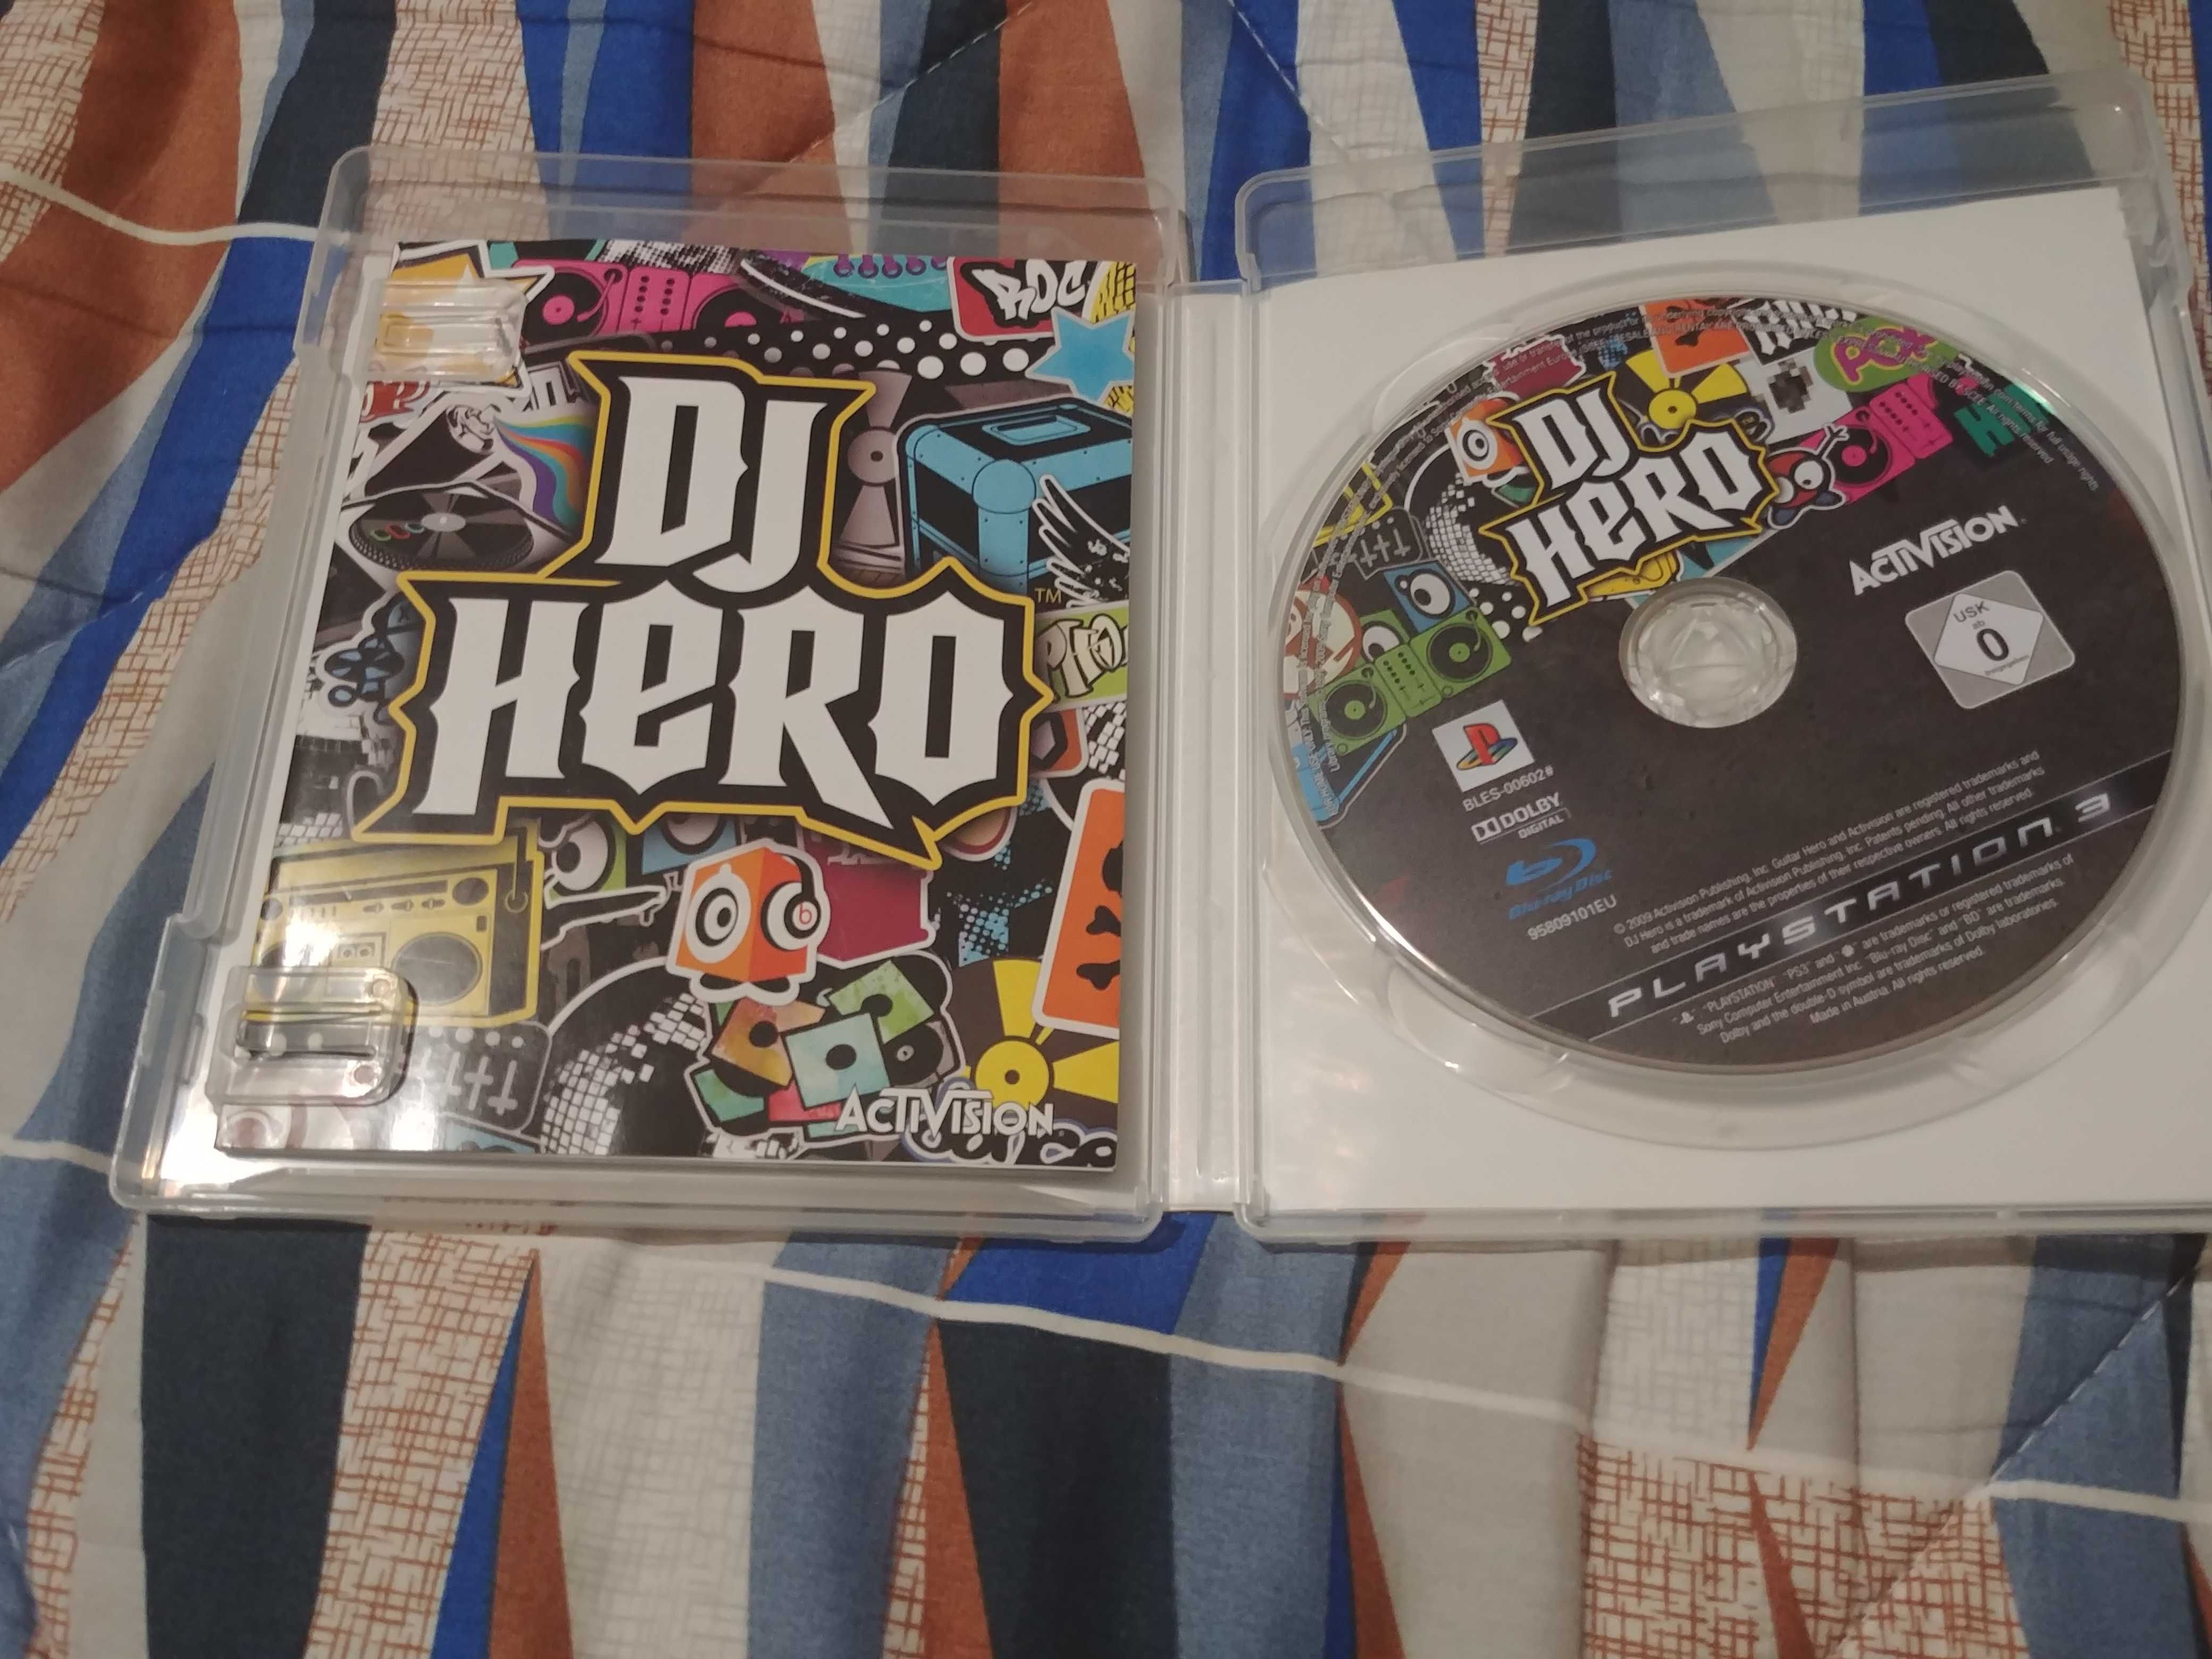 ROC
DJ
HERO
TM
b
ACTIVISION
DJ
HERO
ACTIVISION
USK
ab
0
BLES-00602#
DOLBY
DIGITAL
Blu-ray Disc
95809101EU
© 2009 Activision Publishing, Inc. Guitar Hero and Activision are registered trademarks and
DJ Hero is a trademark of Activision Publishing, Inc. Patents pending. All other trademarks
and trade names are the properties of their respective owners. All rights reserved.
PLAYSTATION 3
"PLAYSTATION" "PS3" and " " are trademarks or registered trademarks of
Sony Computer Entertainment Inc. "Blu-ray Disc" and "BD" are trademarks.
Dolby and the double-D symbol are trademarks of Dolby laboratories.
Made in Austria. All rights reserved.